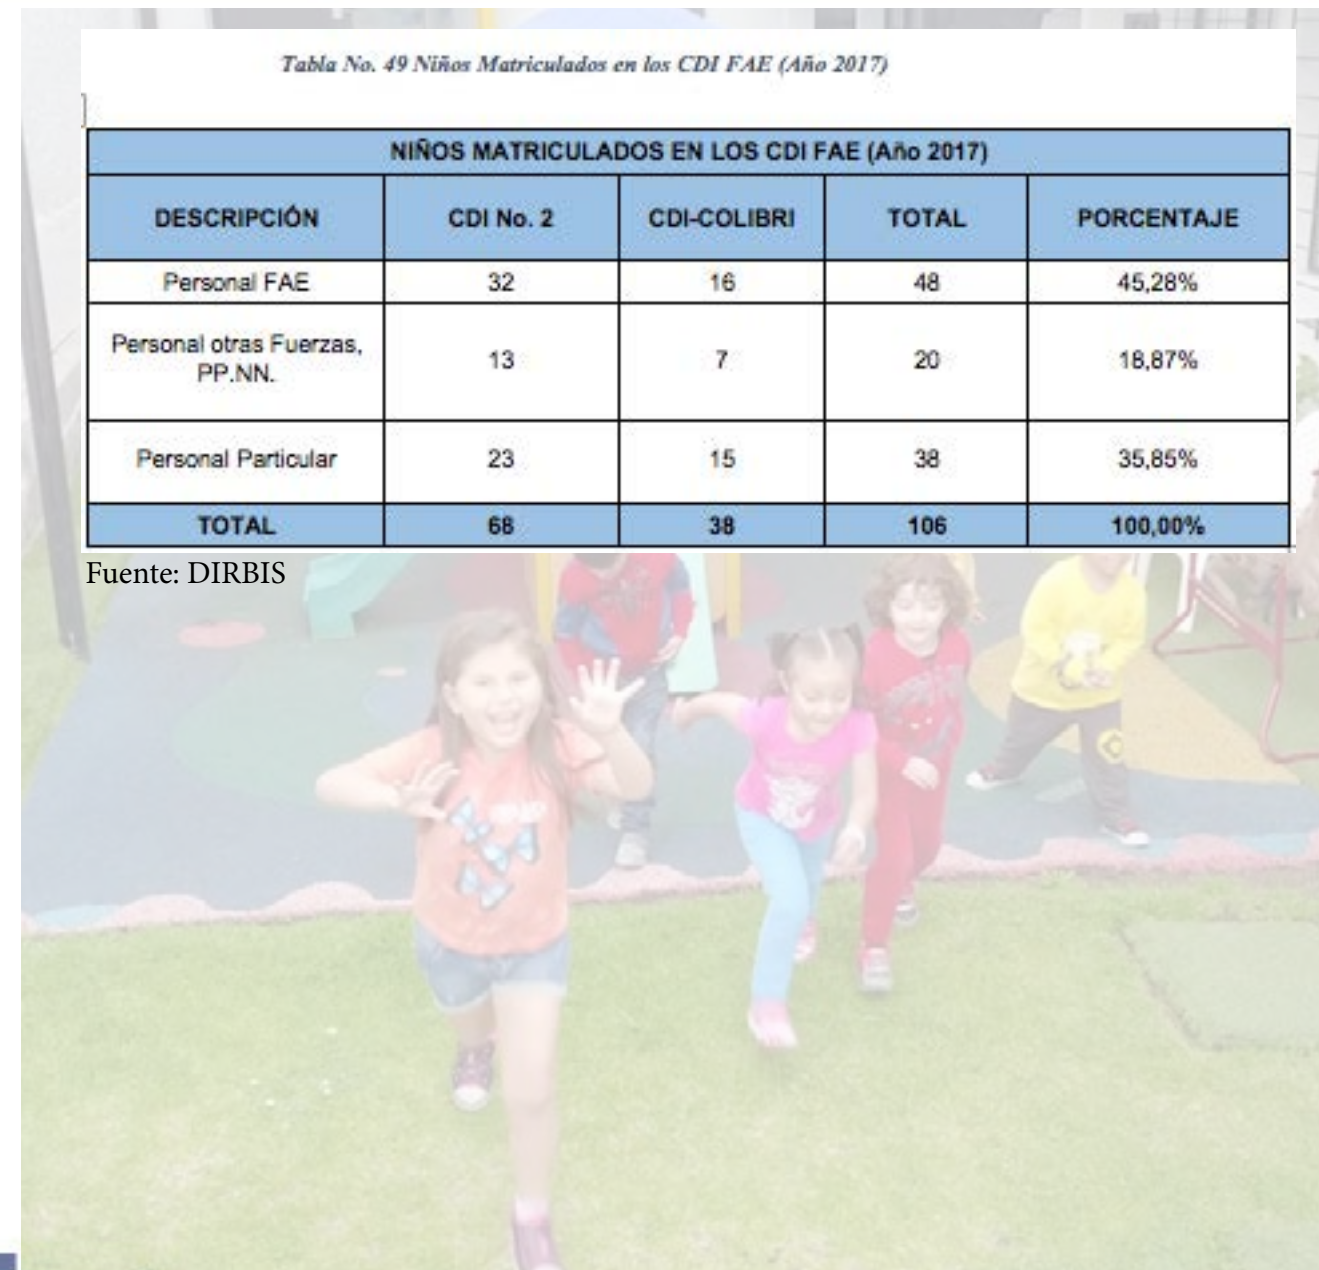 Tabla No. 49 Niños Matriculados en los CDI FAE (Año 2017)
NIÑOS MATRICULADOS EN LOS CDI FAE (Año 2017)
DESCRIPCIÓN CDI No. 2 CDI-COLIBRI TOTAL PORCENTAJE
Personal FAE 32 16 48 45,28%
Personal otras Fuerzas,
PP.NN. 13 7 20 18,87%
Personal Particular 23 15 38 35,85%
TOTAL 68 38 106 100,00%
Fuente: DIRBIS